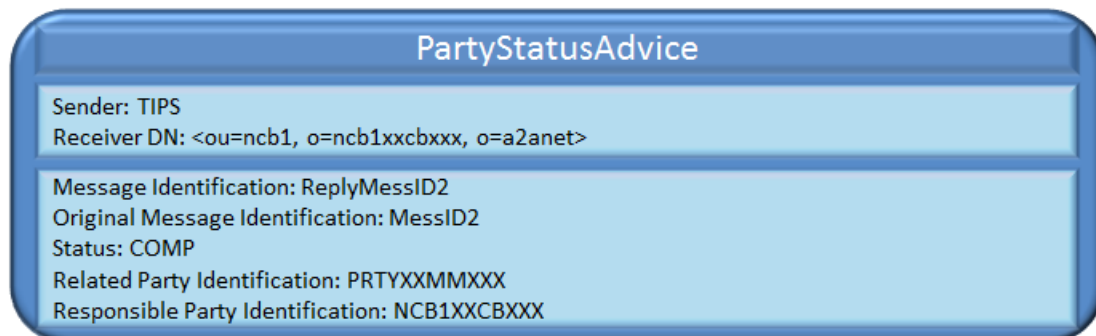 PartyStatusAdvice
Sender: TIPS
Receiver DN: <ou=ncb1, o=ncb1xxcbxxx, o=a2anet>
Message Identification: ReplyMessID2
Original Message Identification: MessID2
Status: COMP
Related Party Identification: PRTYXXMMXXX
Responsible Party Identification: NCB1XXCBXXX